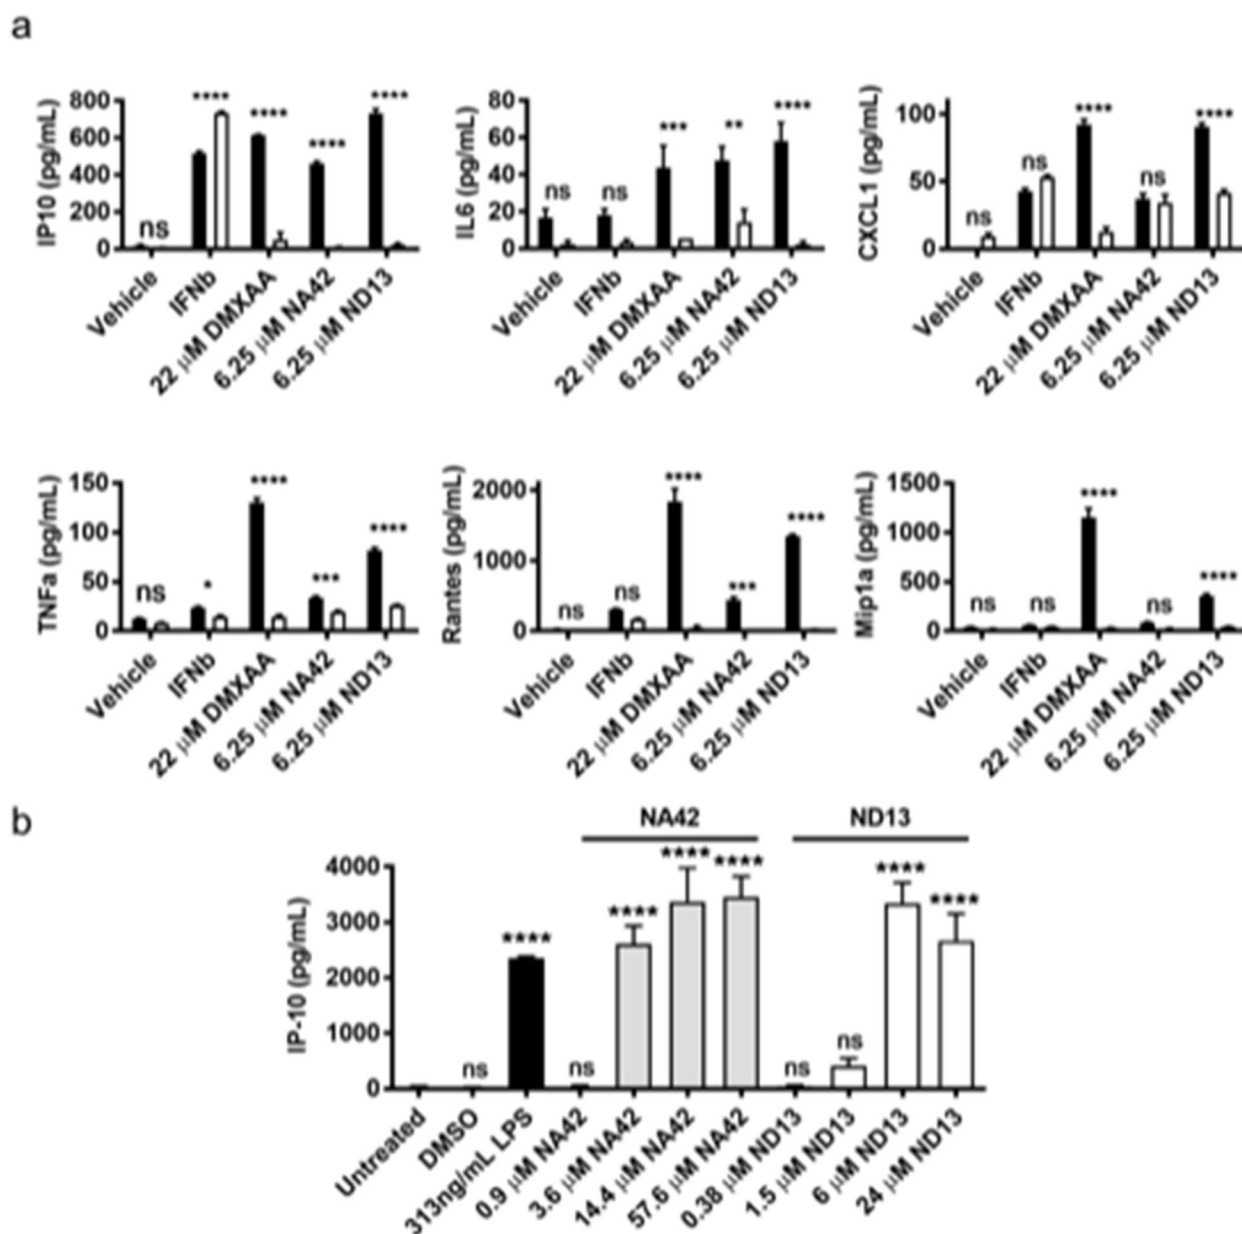 a
IP10 (pg/mL)
800
600
400
200
0
ns
****
****
****
****
Vehicle
IFNb
22 μM DMXAA
6.25 μM NA42
6.25 μM ND13
IL6 (pg/mL)
80
60
40
20
0
ns
ns
***
**
****
Vehicle
IFNb
22 μM DMXAA
6.25 μM NA42
6.25 μM ND13
CXCL1 (pg/mL)
100
50
0
ns
ns
****
ns
****
Vehicle
IFNb
22 μM DMXAA
6.25 μM NA42
6.25 μM ND13
TNFa (pg/mL)
150
100
50
0
ns
*
****
***
****
Vehicle
IFNb
22 μM DMXAA
6.25 μM NA42
6.25 μM ND13
Rantes (pg/mL)
2000
1000
0
ns
ns
****
***
****
Vehicle
IFNb
22 μM DMXAA
6.25 μM NA42
6.25 μM ND13
Mip1a (pg/mL)
1500
1000
500
0
ns
ns
****
ns
****
Vehicle
IFNb
22 μM DMXAA
6.25 μM NA42
6.25 μM ND13
b
NA42
ND13
IP-10 (pg/mL)
4000
3000
2000
1000
0
ns
****
ns
****
****
****
ns
ns
****
****
Untreated
DMSO
313ng/mL LPS
0.9 μM NA42
3.6 μM NA42
14.4 μM NA42
57.6 μM NA42
0.38 μM ND13
1.5 μM ND13
6 μM ND13
24 μM ND13